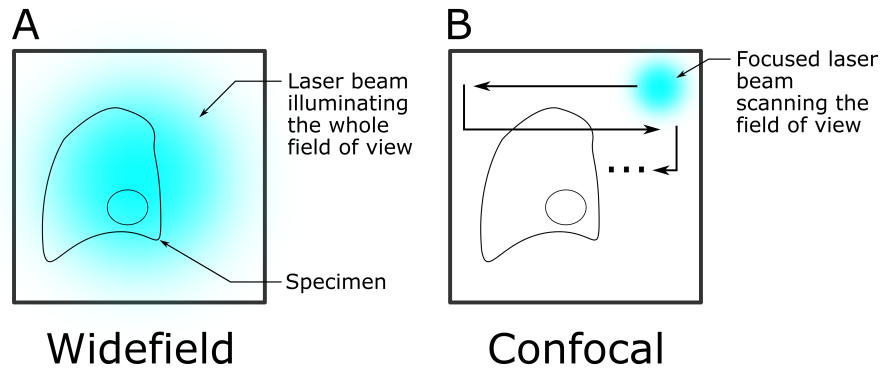 A
Laser beam
illuminating
the whole
field of view
Specimen
Widefield
B
Focused laser
beam
scanning the
field of view
Confocal